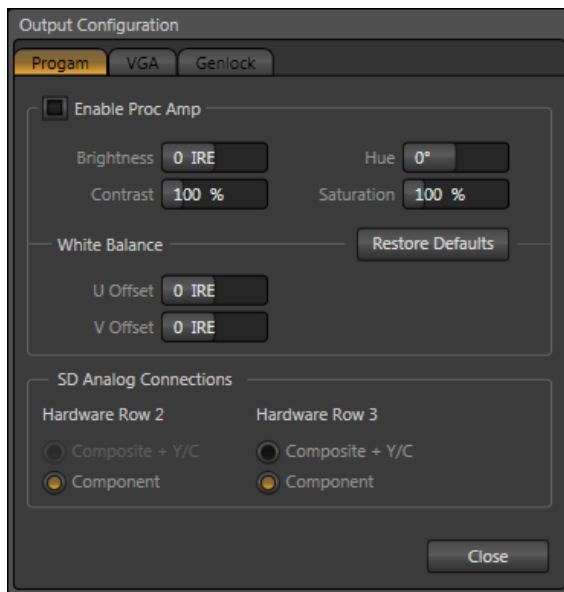 Output Configuration
Progam VGA Genlock
Enable Proc Amp
Brightness 0 IRE Hue 0°
Contrast 100 % Saturation 100 %
White Balance Restore Defaults
U Offset 0 IRE
V Offset 0 IRE
SD Analog Connections
Hardware Row 2 Hardware Row 3
Composite + Y/C Composite + Y/C
Component Component
Close